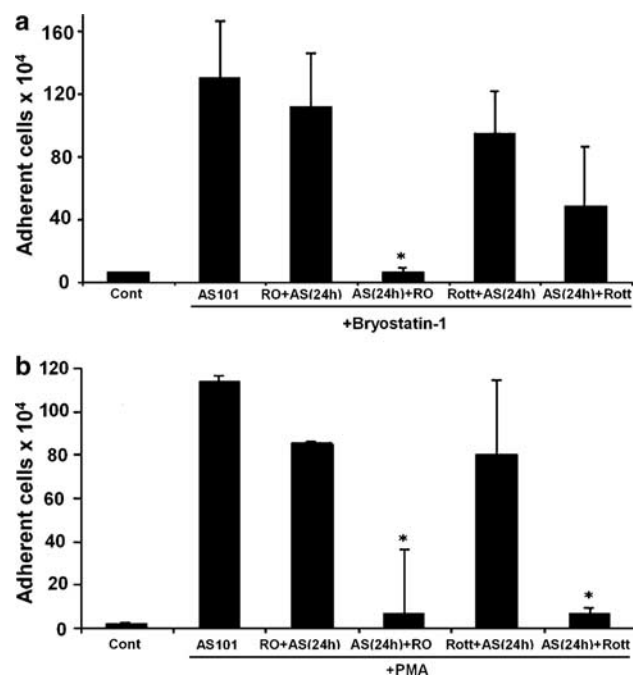 a
Adherent cells x 10⁴
160
120
80
40
0
*
Cont
AS101
RO+AS(24h)
AS(24h)+RO
Rott+AS(24h)
AS(24h)+Rott
+Bryostatin-1
b
Adherent cells x 10⁴
120
100
80
60
40
20
0
*
*
Cont
AS101
RO+AS(24h)
AS(24h)+RO
Rott+AS(24h)
AS(24h)+Rott
+PMA